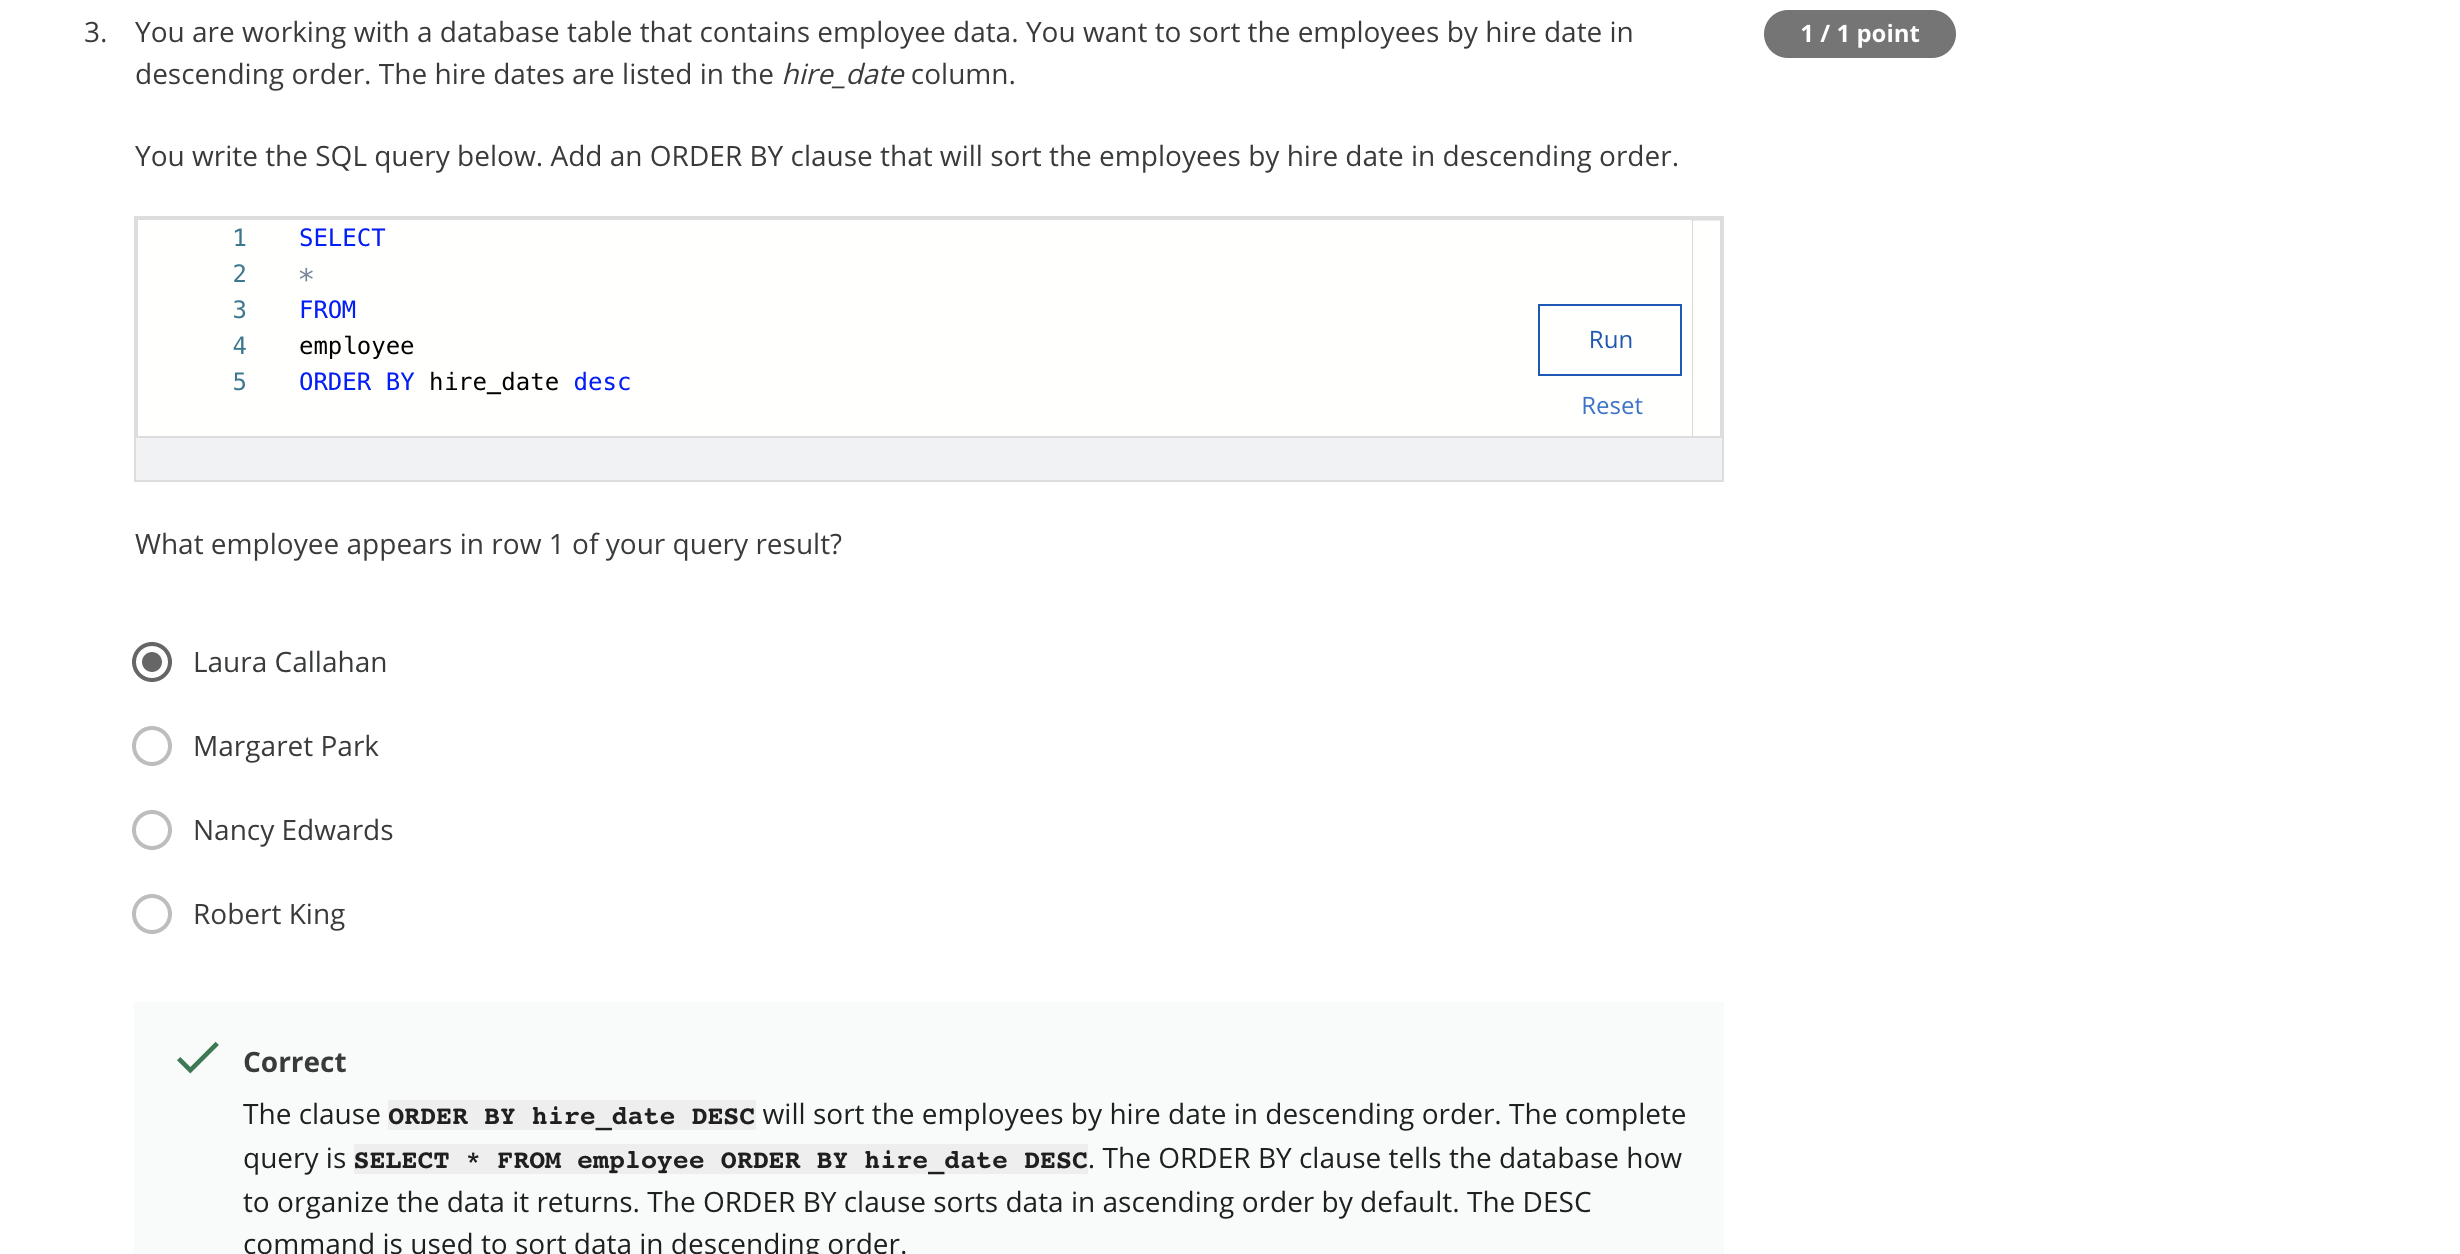 3. You are working with a database table that contains employee data. You want to sort the employees by hire date in
1 / 1 point
descending order. The hire dates are listed in the hire_date column.
You write the SQL query below. Add an ORDER BY clause that will sort the employees by hire date in descending order.
1 SELECT
2 *
3 FROM
4 employee
5 ORDER BY hire_date desc
Run
Reset
What employee appears in row 1 of your query result?
Laura Callahan
Margaret Park
Nancy Edwards
Robert King
Correct
The clause ORDER BY hire_date DESC will sort the employees by hire date in descending order. The complete
query is SELECT * FROM employee ORDER BY hire_date DESC. The ORDER BY clause tells the database how
to organize the data it returns. The ORDER BY clause sorts data in ascending order by default. The DESC
command is used to sort data in descending order.